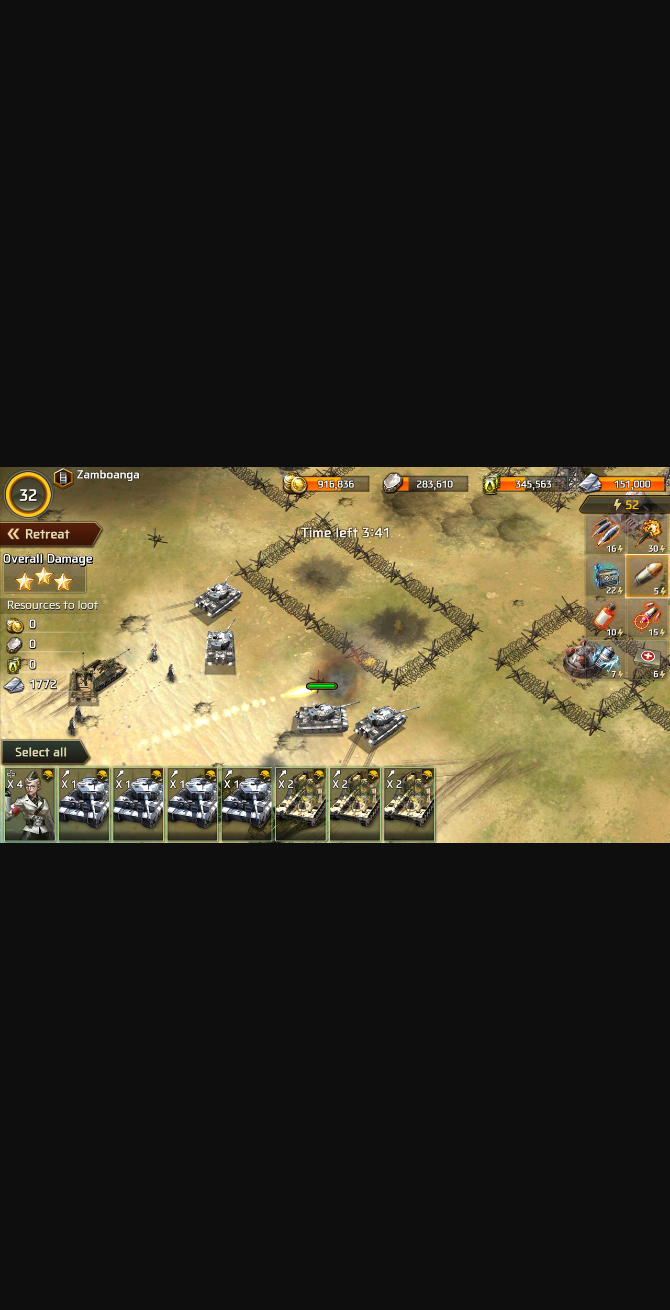 Zamboanga
32
916,836
283,610
345,563
151,000
52
Retreat
Time left 3:41
Overall Damage
Resources to loot
0
0
0
1772
16
30
22
5
10
15
7
6
Select all
X 4
X 1
X 1
X 1
X 1
X 2
X 2
X 2